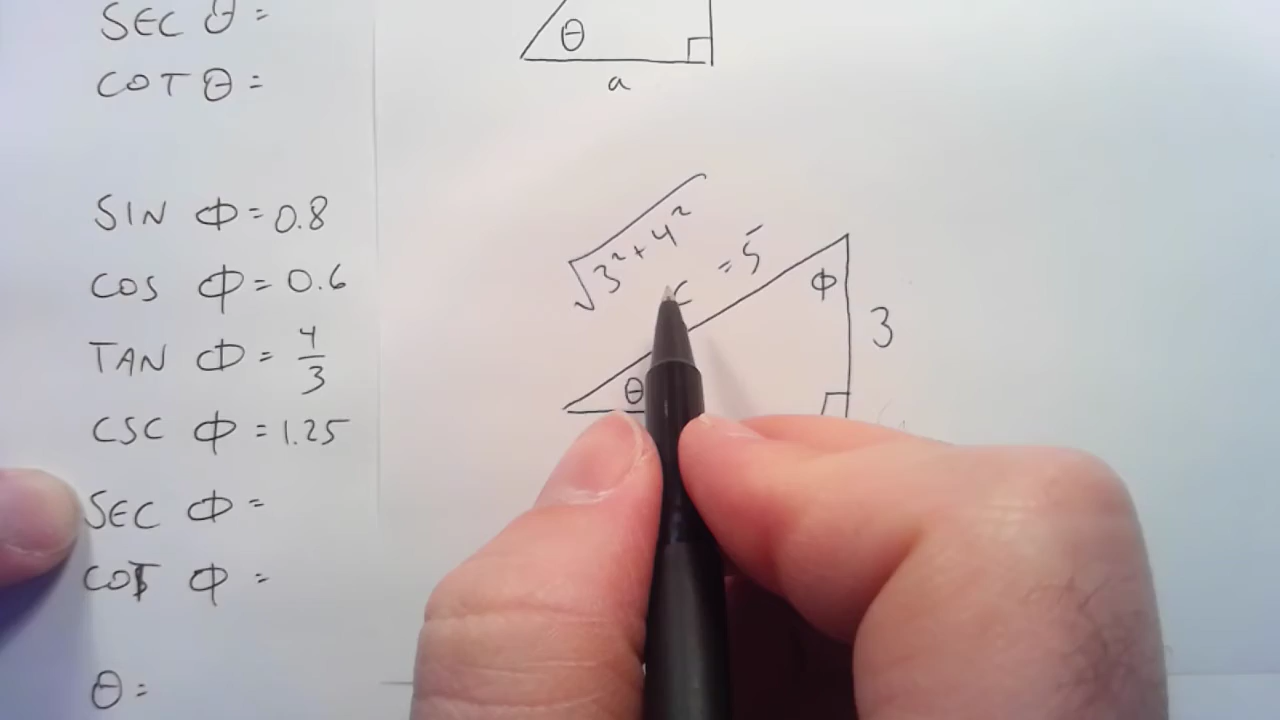 SEC θ =
COT θ =
SIN Φ = 0.8
COS Φ = 0.6
TAN Φ = 4/3
CSC Φ = 1.25
SEC Φ =
COT Φ =
θ =
θ
a
√3²+4²
c = 5
Φ
3
θ